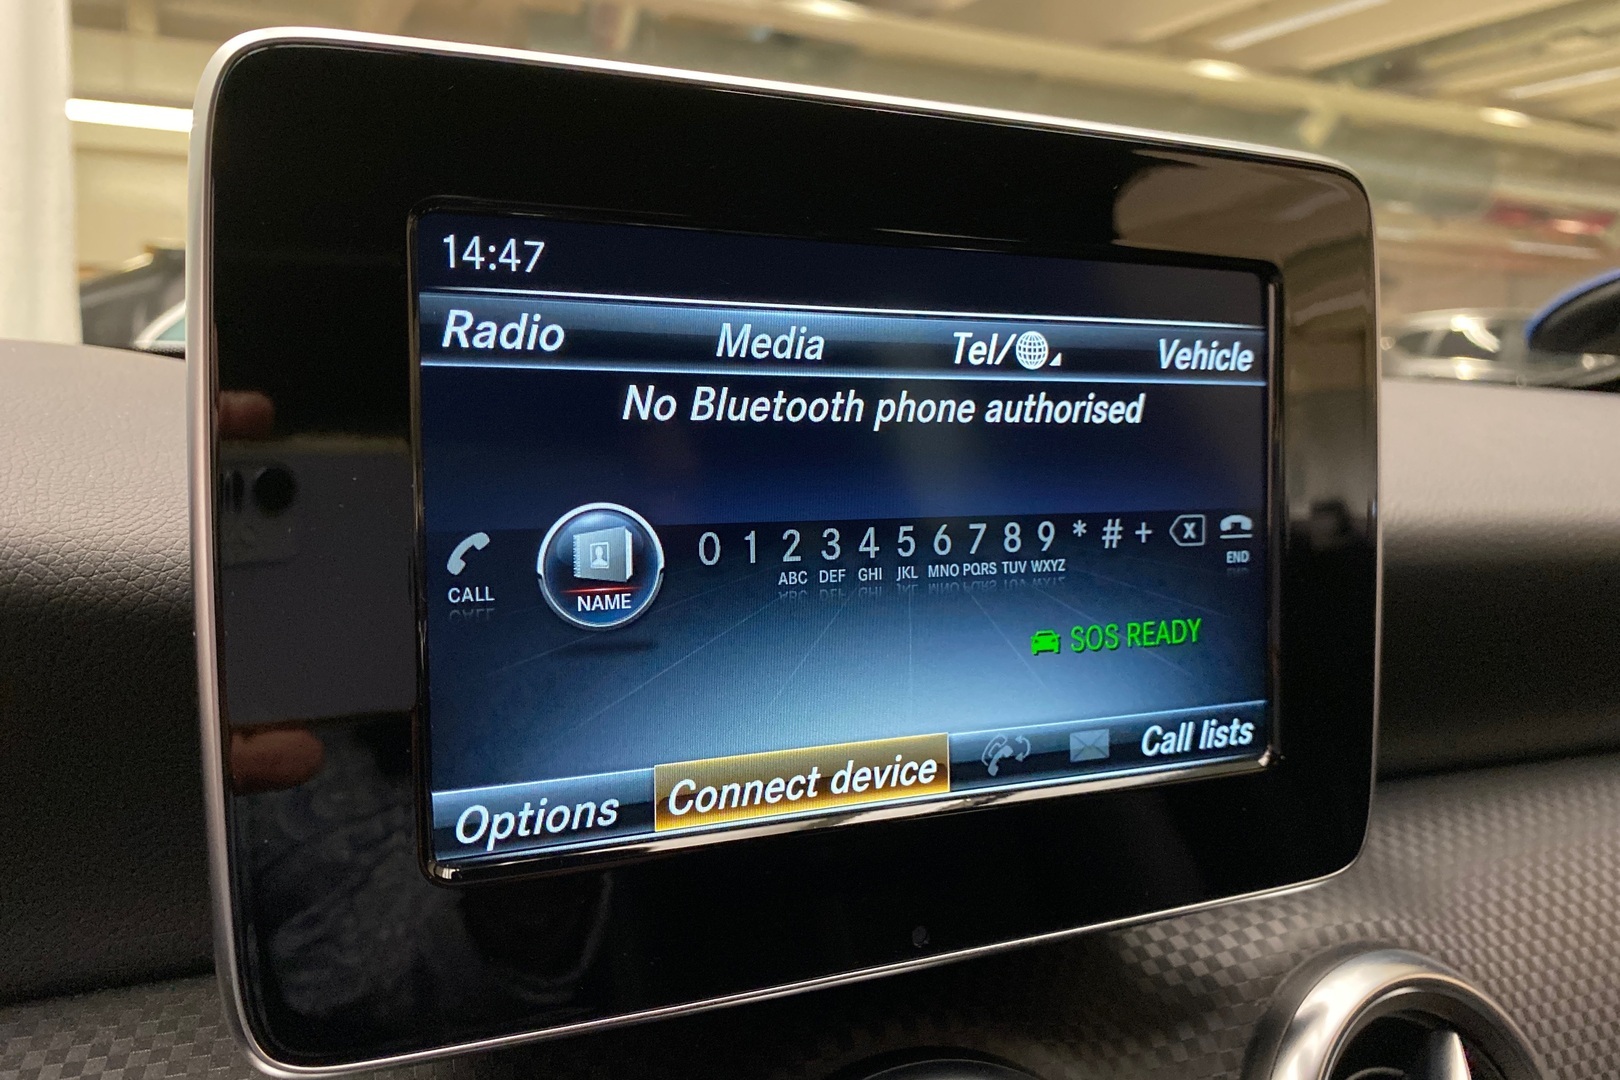 14:47
Radio Media Tel/ Vehicle
No Bluetooth phone authorised
0 1 2 3 4 5 6 7 8 9 * # +
ABC DEF GHI JKL MNO PQRS TUV WXYZ
CALL NAME END
SOS READY
Options Connect device Call lists